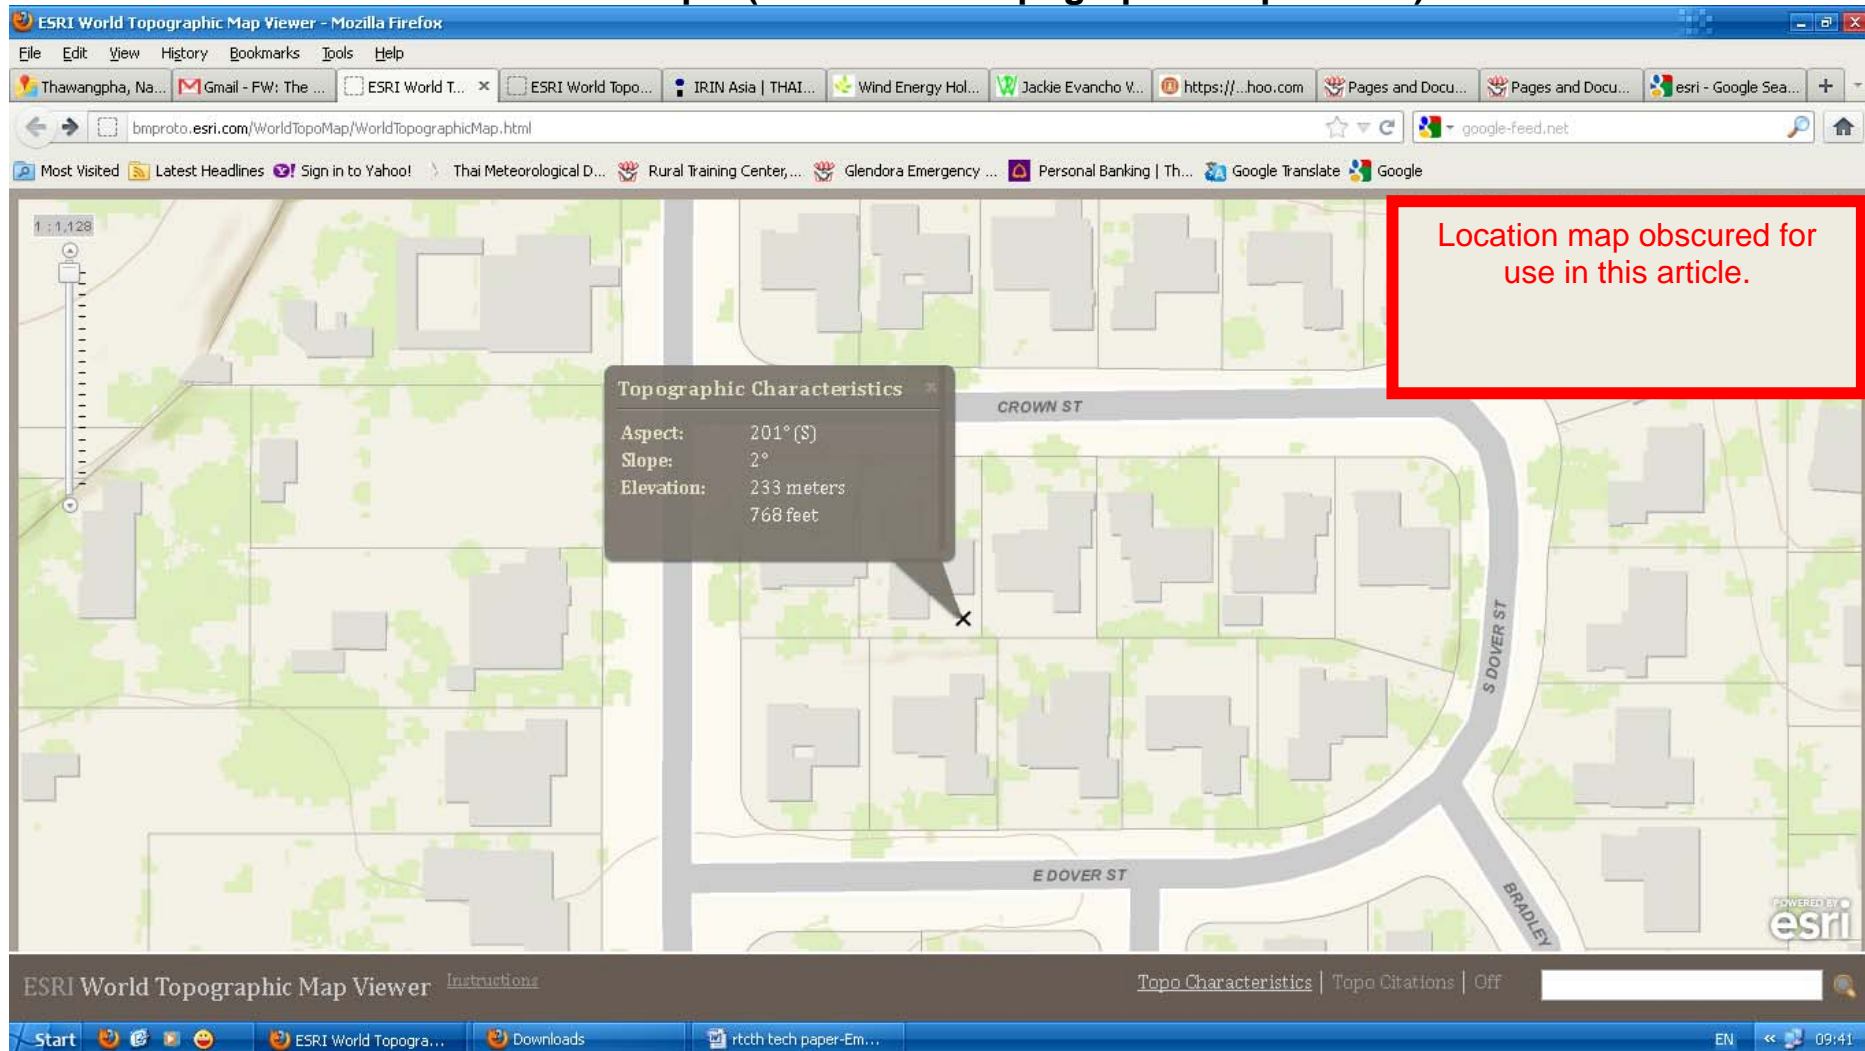 ESRI World Topographic Map Viewer - Mozilla Firefox
File Edit View History Bookmarks Tools Help
Thawangpha, Na... Gmail - FW: The ... ESRI World T... ESRI World Topo... IRIN Asia | THAI... Wind Energy Hol... Jackie Evancho V... https://...hoo.com Pages and Docu... Pages and Docu... esri - Google Sea...
bmproto.esri.com/WorldTopoMap/WorldTopographicMap.html google-feed.net
Most Visited Latest Headlines Sign in to Yahoo! Thai Meteorological D... Rural Training Center,... Glendora Emergency ... Personal Banking | Th... Google Translate Google
1 : 1,128
Location map obscured for
use in this article.
Topographic Characteristics
CROWN ST
Aspect: 201° (S)
Slope: 2°
Elevation: 233 meters
768 feet
S DOVER ST
E DOVER ST
BRADLEY
POWERED BY
esri
ESRI World Topographic Map Viewer Instructions Topo Characteristics | Topo Citations | Off
Start ESRI World Topogra... Downloads rtcth tech paper-Em... EN 09:41